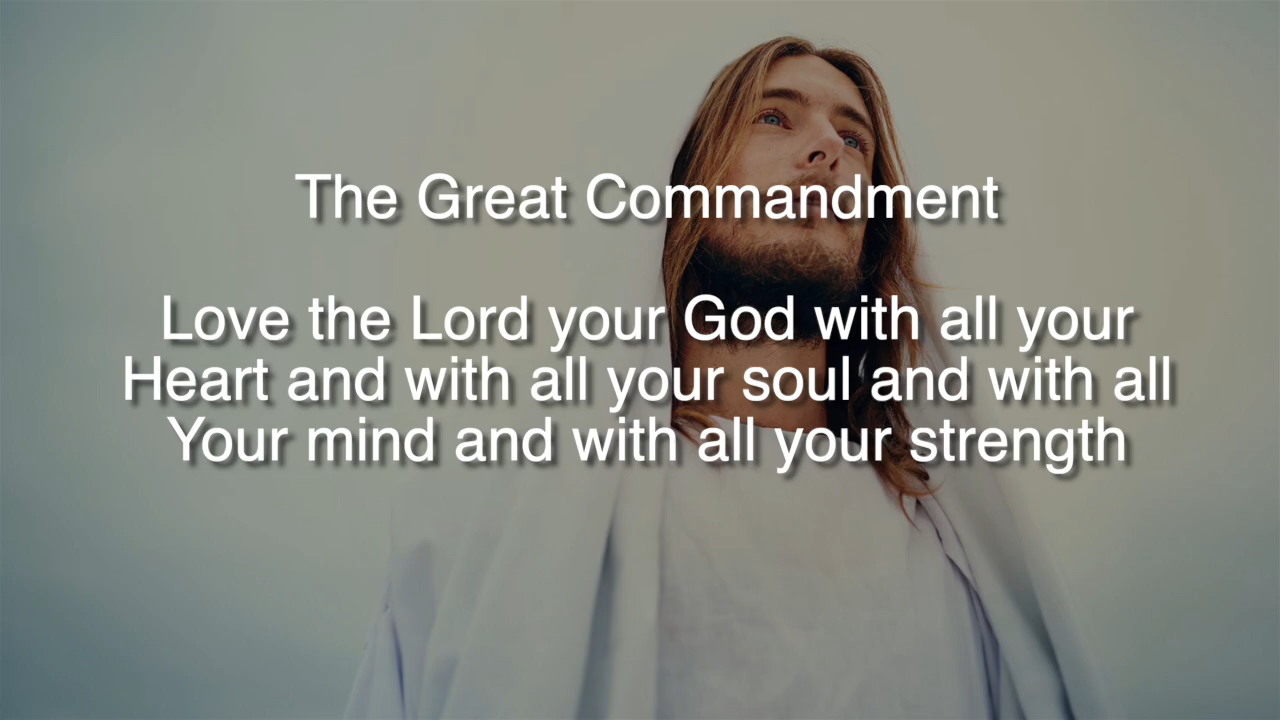 The Great Commandment
Love the Lord your God with all your
Heart and with all your soul and with all
Your mind and with all your strength